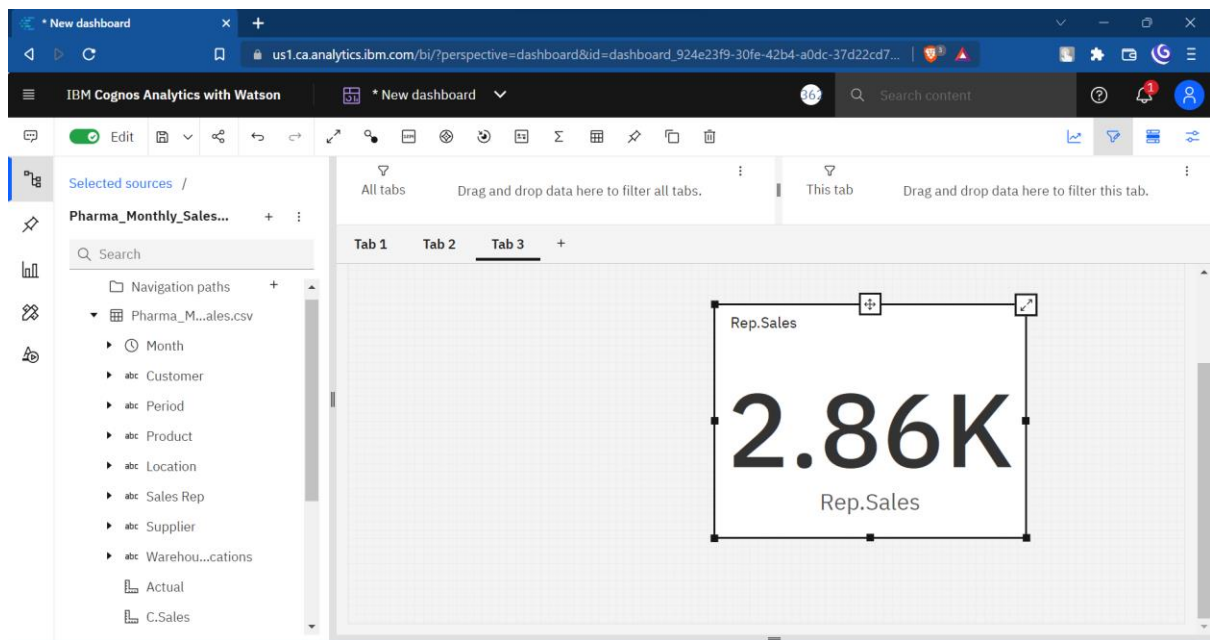 * New dashboard
us1.ca.analytics.ibm.com/bi/?perspective=dashboard&id=dashboard_924e23f9-30fe-42b4-a0dc-37d22cd7...
IBM Cognos Analytics with Watson
* New dashboard
362
Search content
1
Edit
Selected sources /
Pharma_Monthly_Sales...
Search
Navigation paths
Pharma_M...ales.csv
Month
abc Customer
abc Period
abc Product
abc Location
abc Sales Rep
abc Supplier
abc Warehou...cations
Actual
C.Sales
All tabs
Drag and drop data here to filter all tabs.
This tab
Drag and drop data here to filter this tab.
Tab 1 Tab 2 Tab 3 +
Rep.Sales
2.86K
Rep.Sales